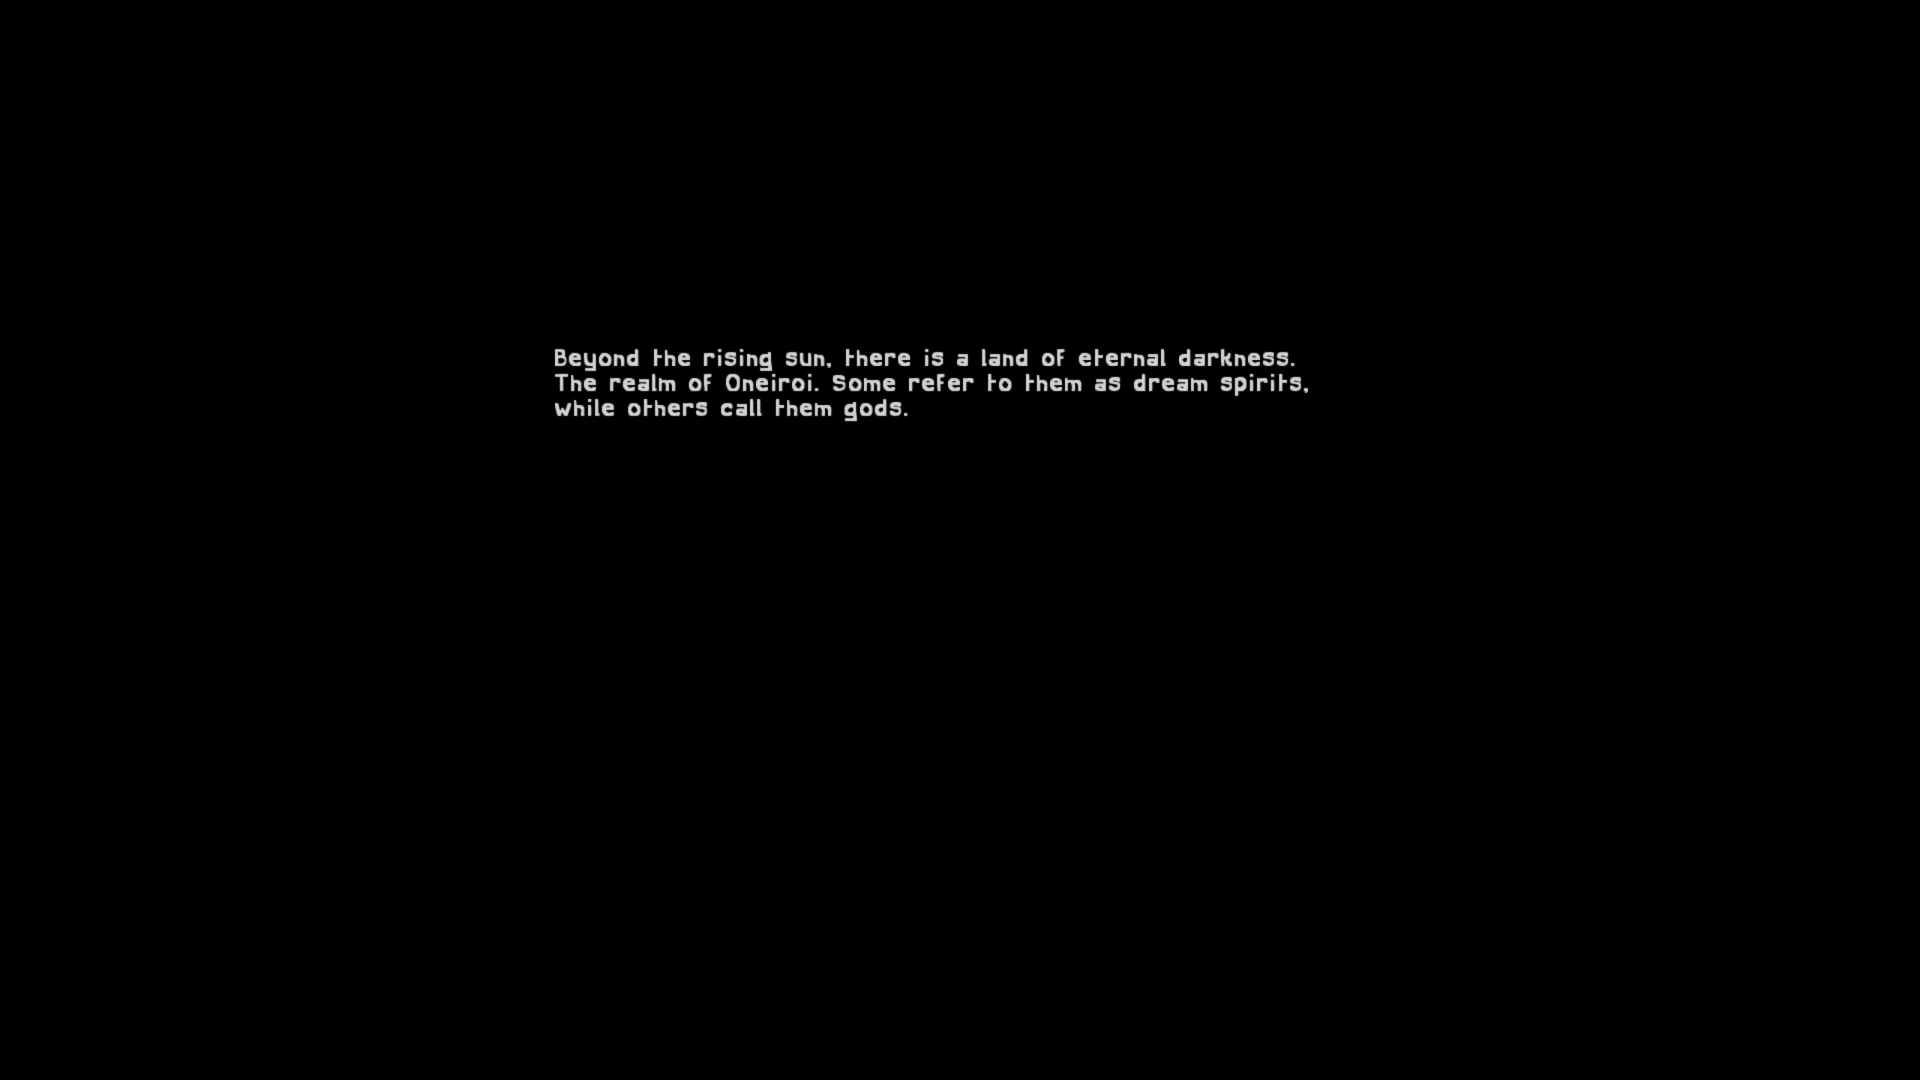 Beyond the rising sun, there is a land of eternal darkness.
The realm of Oneiroi. Some refer to them as dream spirits,
while others call them gods.